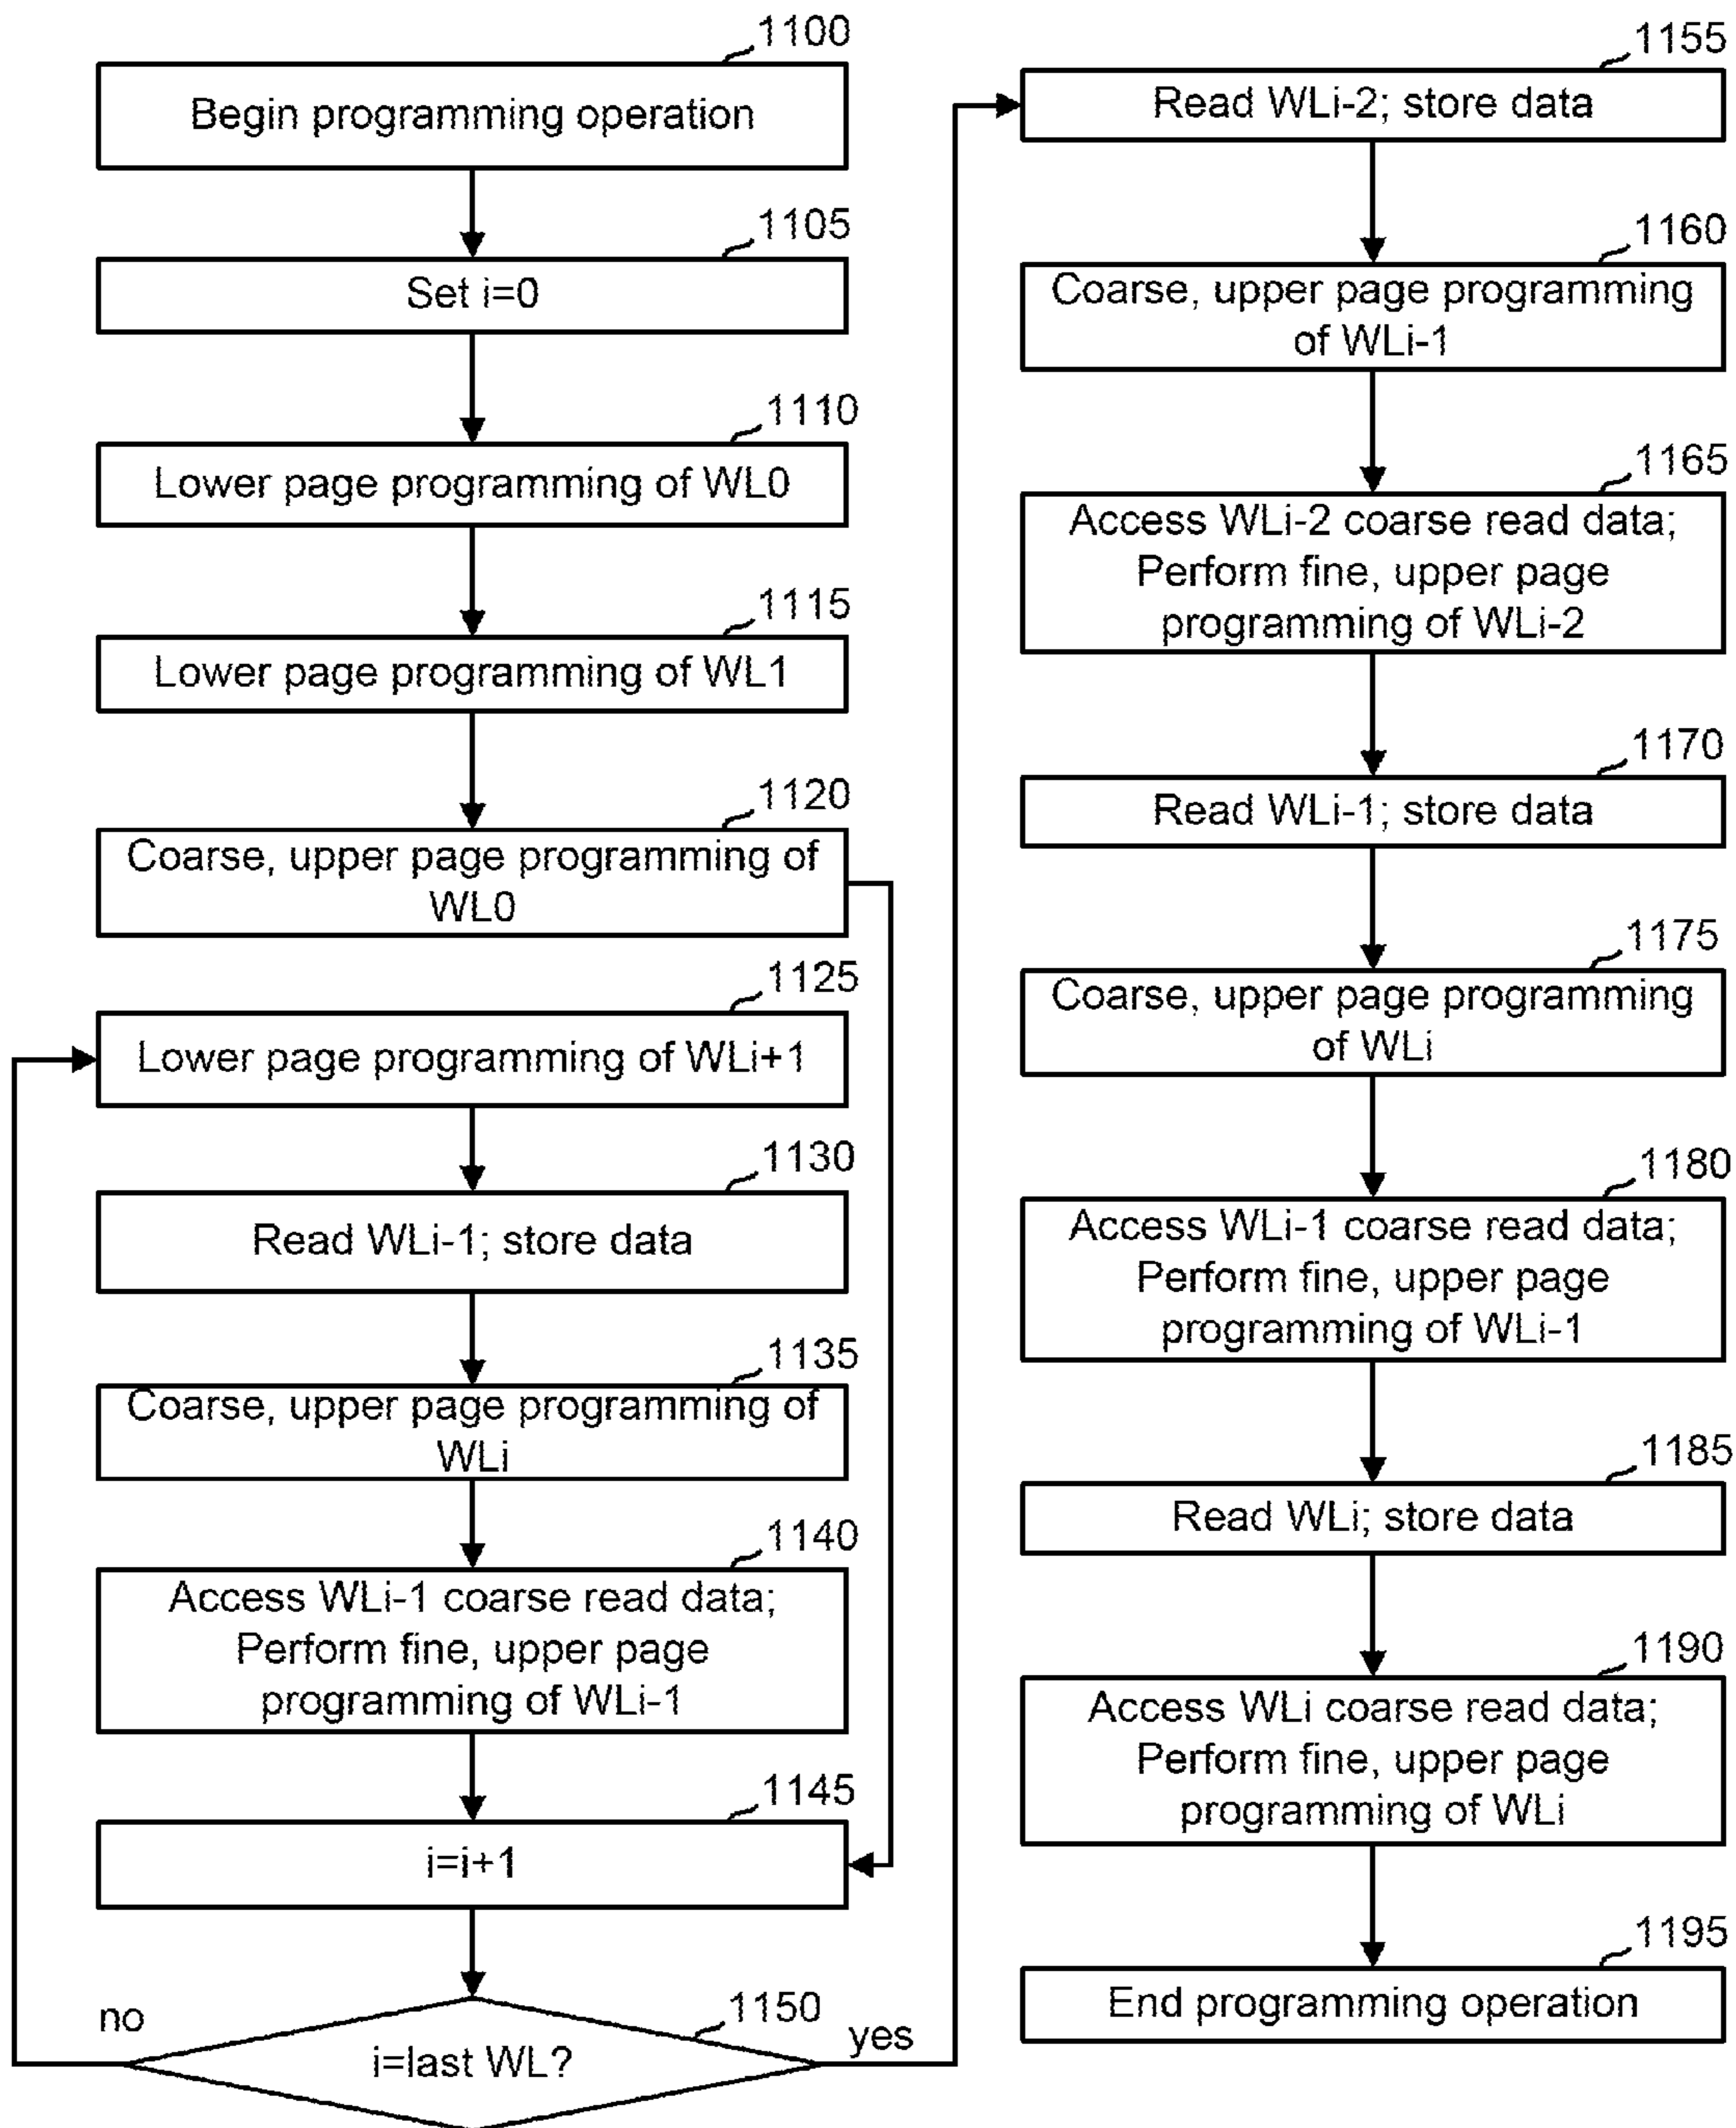 1100
Begin programming operation
1105
Set i=0
1110
Lower page programming of WL0
1115
Lower page programming of WL1
1120
Coarse, upper page programming of
WL0
1125
Lower page programming of WLi+1
1130
Read WLi-1; store data
1135
Coarse, upper page programming of
WLi
1140
Access WLi-1 coarse read data;
Perform fine, upper page
programming of WLi-1
1145
i=i+1
1150
no
i=last WL?
yes
1155
Read WLi-2; store data
1160
Coarse, upper page programming
of WLi-1
1165
Access WLi-2 coarse read data;
Perform fine, upper page
programming of WLi-2
1170
Read WLi-1; store data
1175
Coarse, upper page programming
of WLi
1180
Access WLi-1 coarse read data;
Perform fine, upper page
programming of WLi-1
1185
Read WLi; store data
1190
Access WLi coarse read data;
Perform fine, upper page
programming of WLi
1195
End programming operation